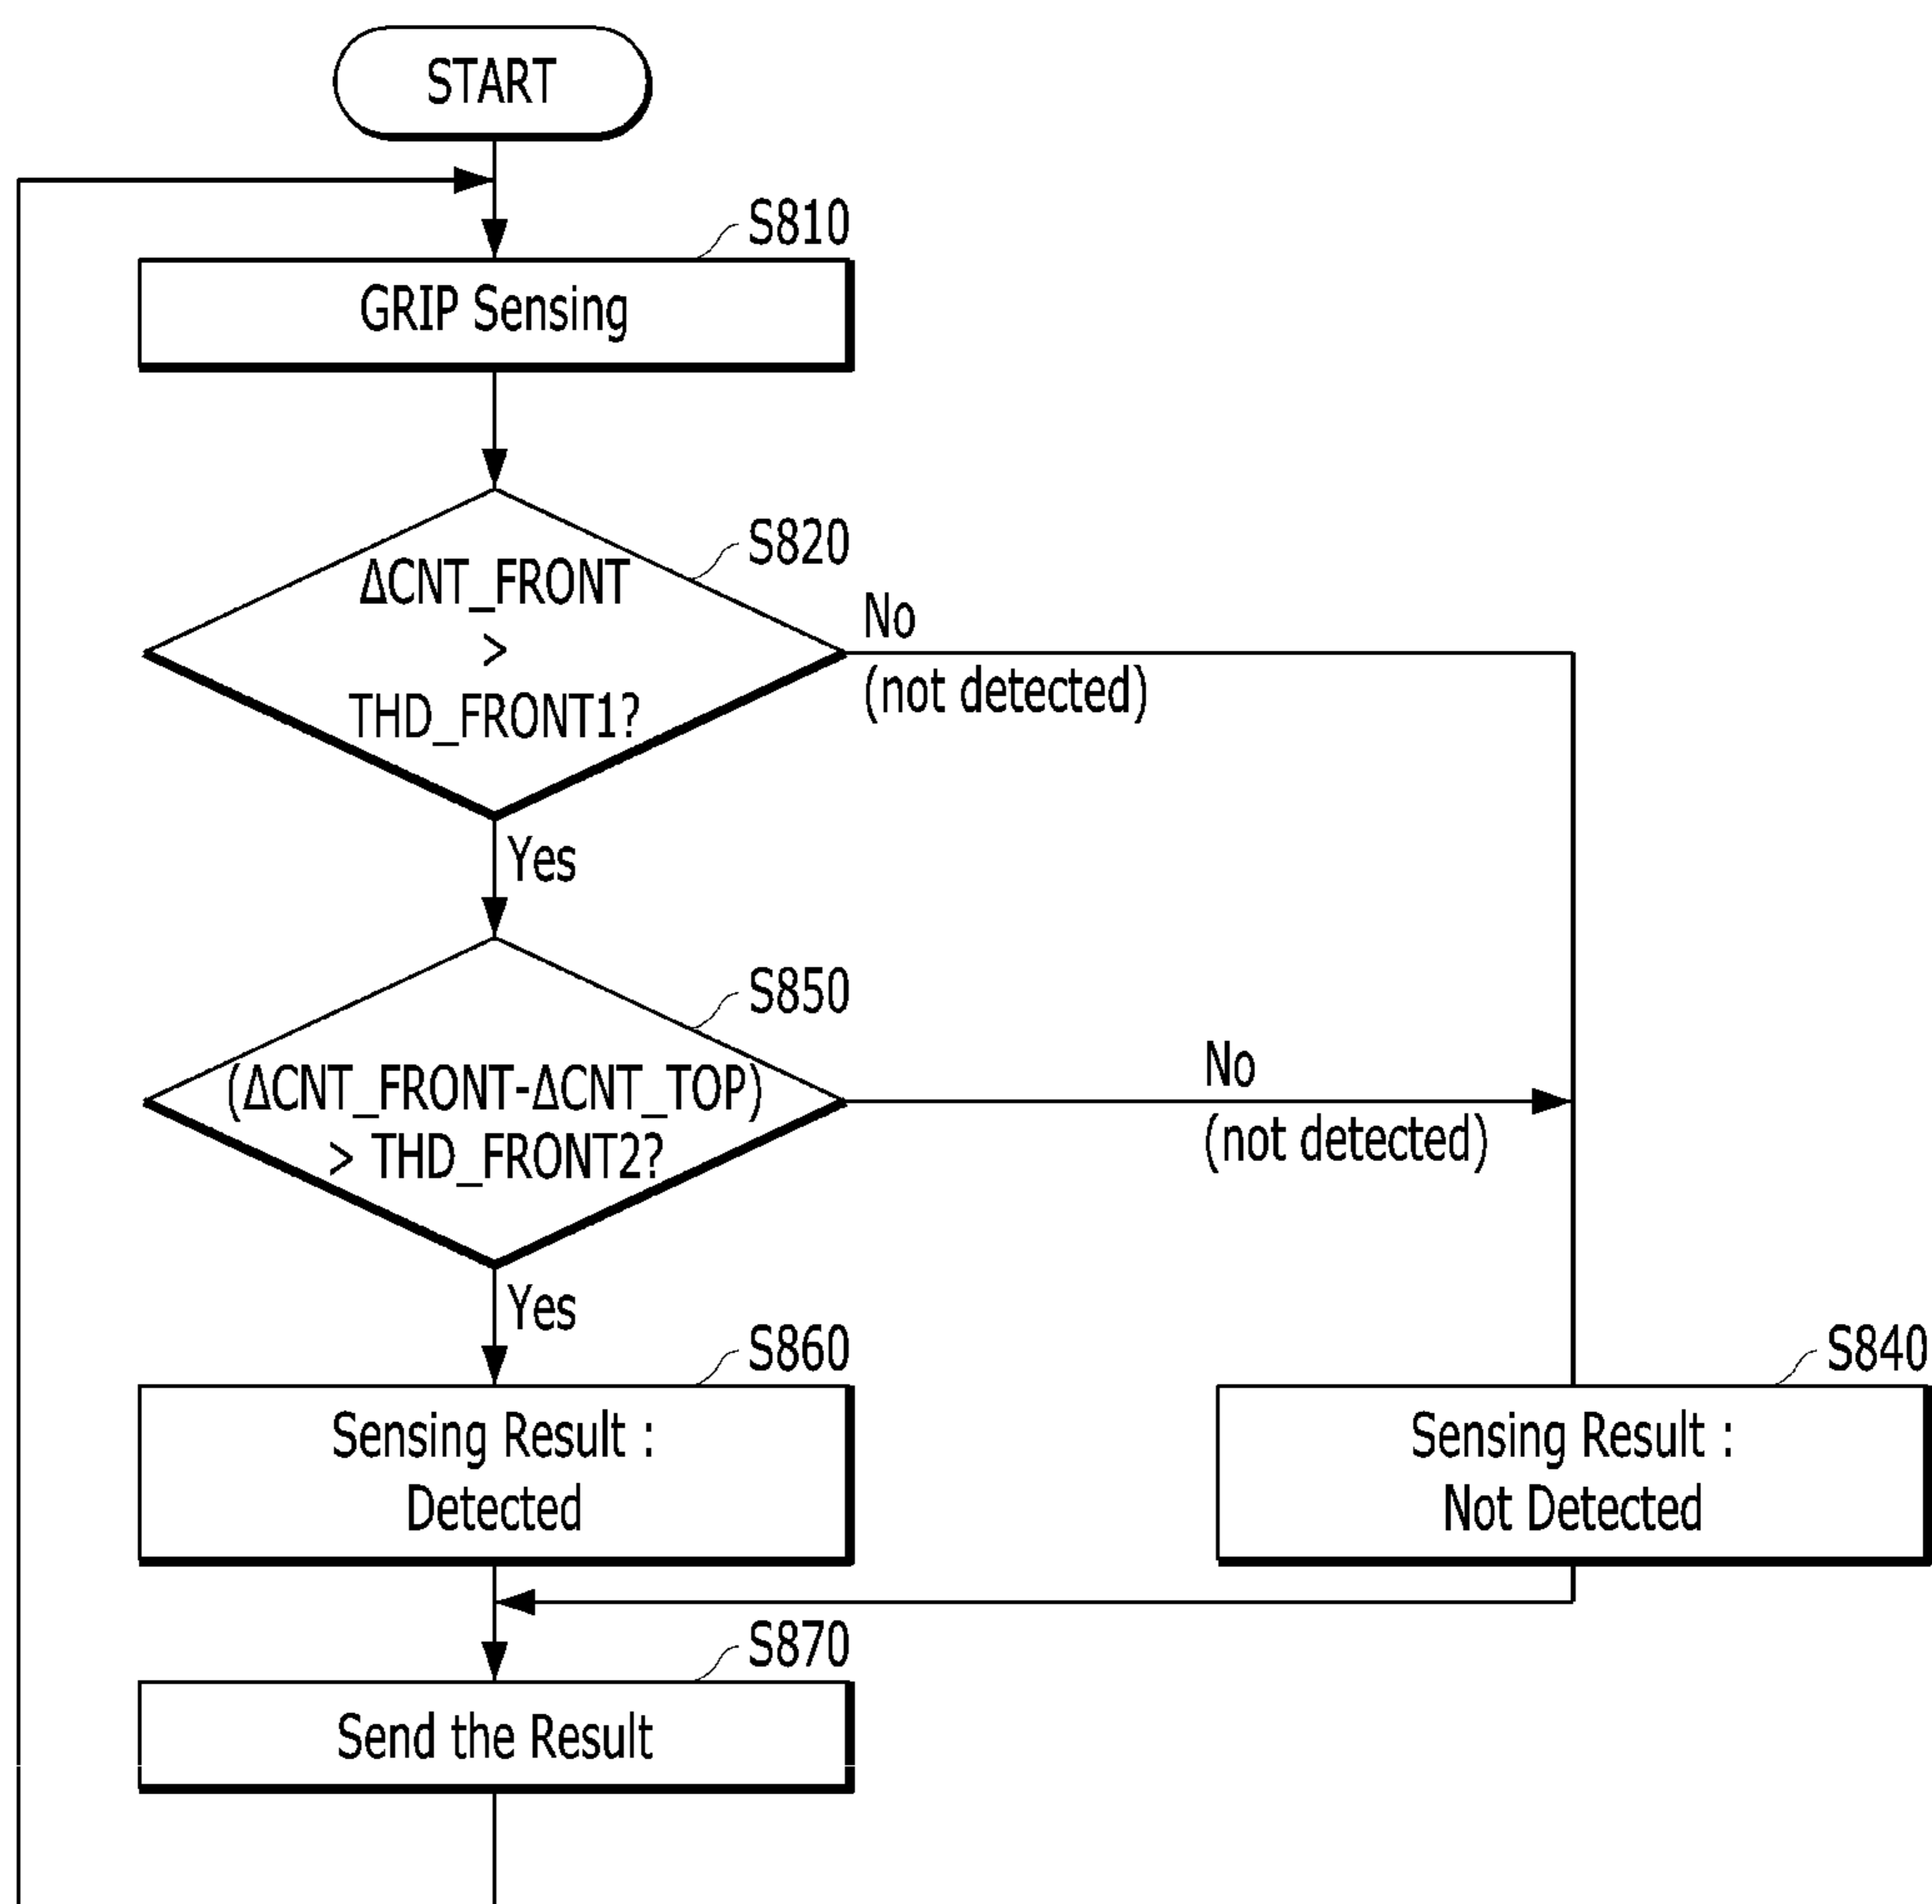 START
S810
GRIP Sensing
S820
ΔCNT_FRONT
>
THD_FRONT1?
No
(not detected)
Yes
S850
(ΔCNT_FRONT-ΔCNT_TOP)
> THD_FRONT2?
No
(not detected)
Yes
S860
Sensing Result :
Detected
S840
Sensing Result :
Not Detected
S870
Send the Result